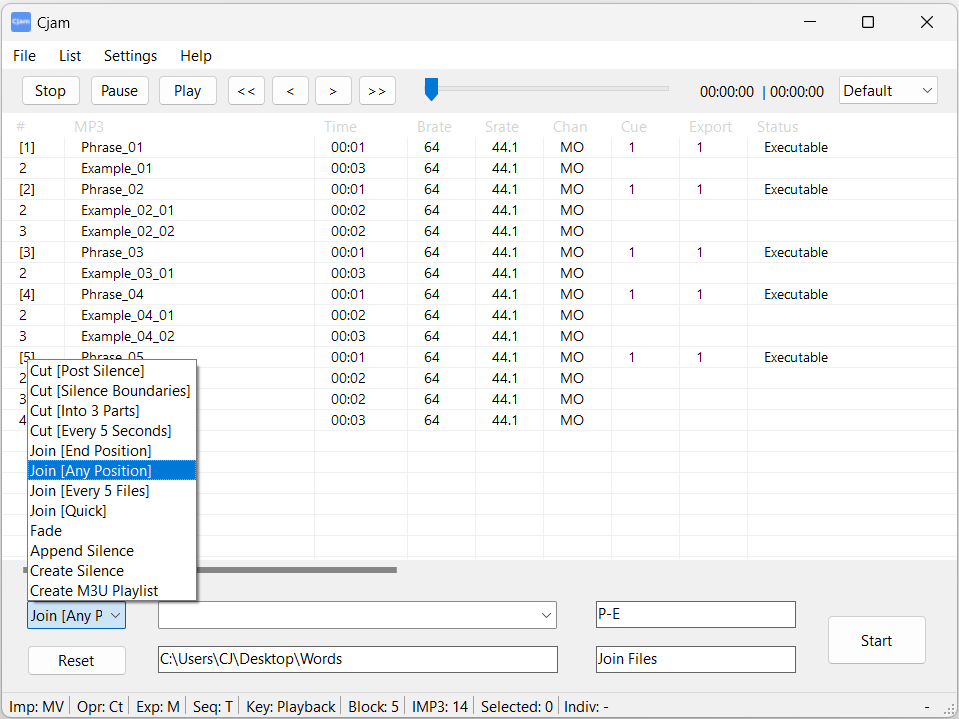 Cjam
Cjam
File List Settings Help
Stop Pause Play << < > >> 00:00:00 | 00:00:00 Default
# MP3 Time Brate Srate Chan Cue Export Status
[1] Phrase_01 00:01 64 44.1 MO 1 1 Executable
2 Example_01 00:03 64 44.1 MO
[2] Phrase_02 00:01 64 44.1 MO 1 1 Executable
2 Example_02_01 00:02 64 44.1 MO
3 Example_02_02 00:02 64 44.1 MO
[3] Phrase_03 00:01 64 44.1 MO 1 1 Executable
2 Example_03_01 00:03 64 44.1 MO
[4] Phrase_04 00:01 64 44.1 MO 1 1 Executable
2 Example_04_01 00:02 64 44.1 MO
3 Example_04_02 00:03 64 44.1 MO
[5] Phrase_05 00:01 64 44.1 MO 1 1 Executable
2 00:02 64 44.1 MO
3 00:02 64 44.1 MO
4 00:03 64 44.1 MO
Cut [Post Silence]
Cut [Silence Boundaries]
Cut [Into 3 Parts]
Cut [Every 5 Seconds]
Join [End Position]
Join [Any Position]
Join [Every 5 Files]
Join [Quick]
Fade
Append Silence
Create Silence
Create M3U Playlist
Join [Any P P-E
Start
Reset C:\Users\CJ\Desktop\Words Join Files
Imp: MV Opr: Ct Exp: M Seq: T Key: Playback Block: 5 IMP3: 14 Selected: 0 Indiv: - -